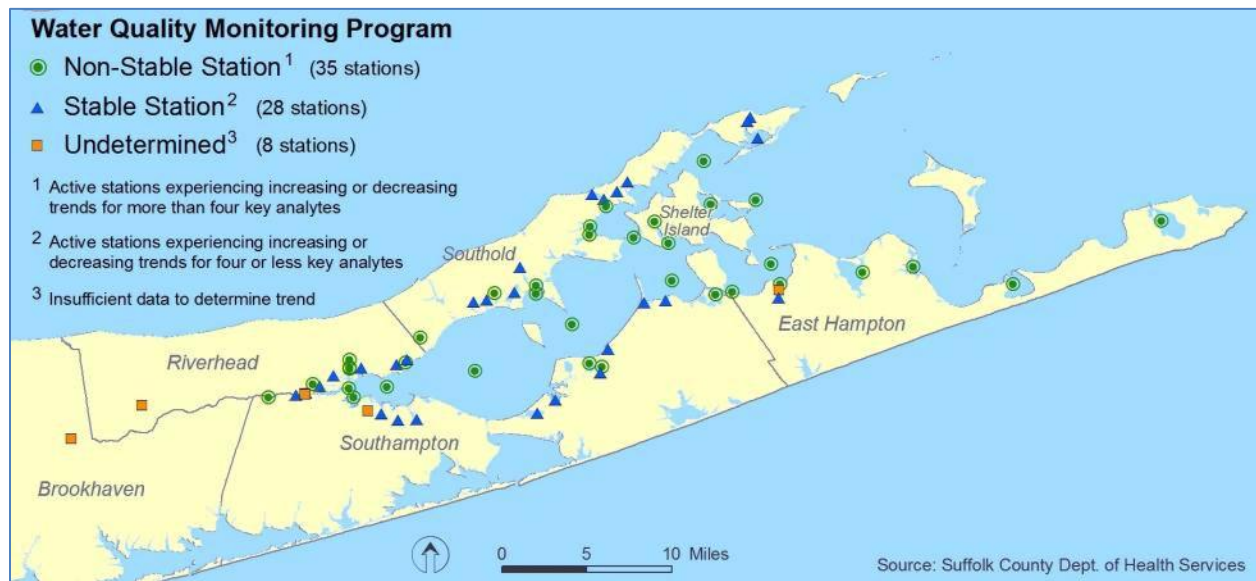 Water Quality Monitoring Program
Non-Stable Station1 (35 stations)
Stable Station2 (28 stations)
Undetermined3 (8 stations)
1 Active stations experiencing increasing or decreasing
trends for more than four key analytes
2 Active stations experiencing increasing or
decreasing trends for four or less key analytes
3 Insufficient data to determine trend
Shelter
Island
Southold
East Hampton
Riverhead
Southampton
Brookhaven
0 5 10 Miles
Source: Suffolk County Dept. of Health Services